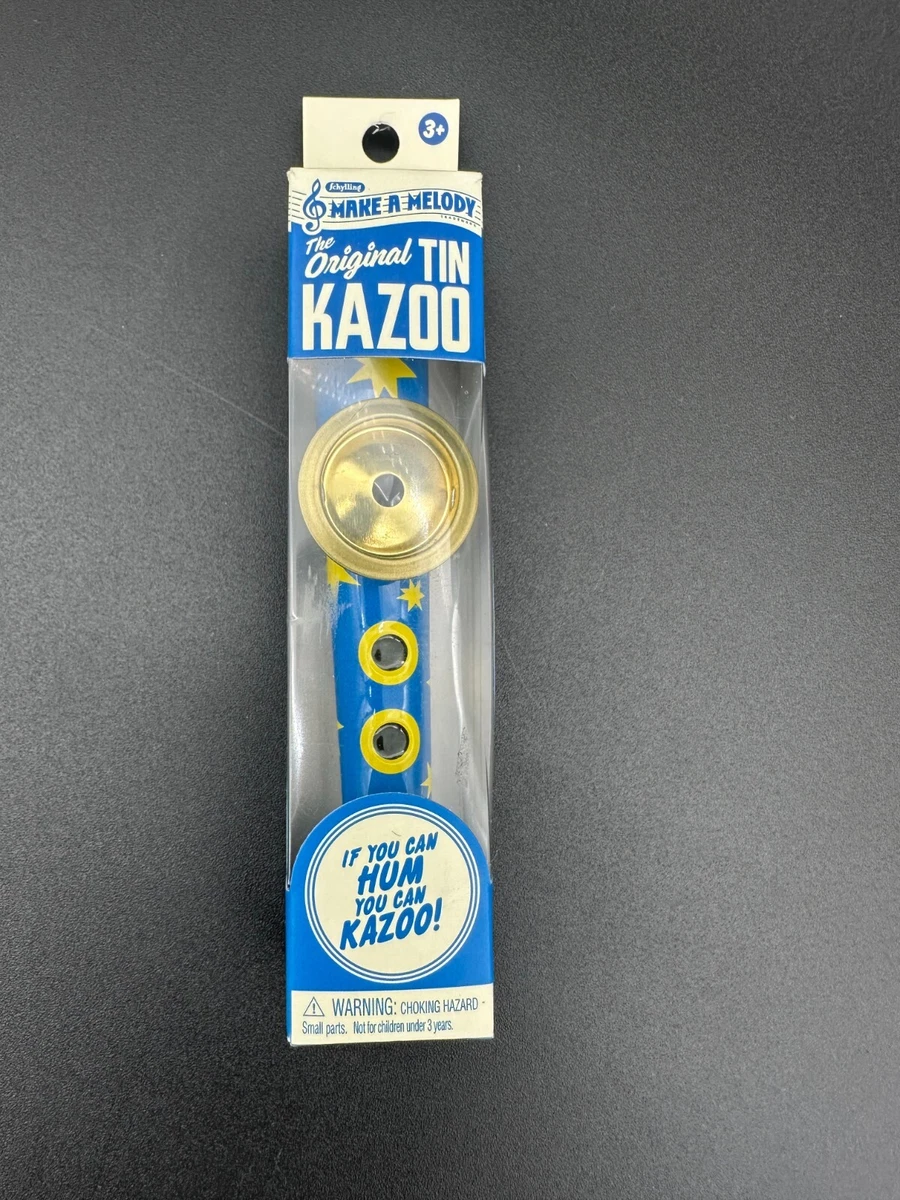 3+
Schylling
MAKE A MELODY
TRADEMARK
The
Original TIN
KAZOO
IF YOU CAN
HUM
YOU CAN
KAZOO!
WARNING: CHOKING HAZARD -
Small parts. Not for children under 3 years.